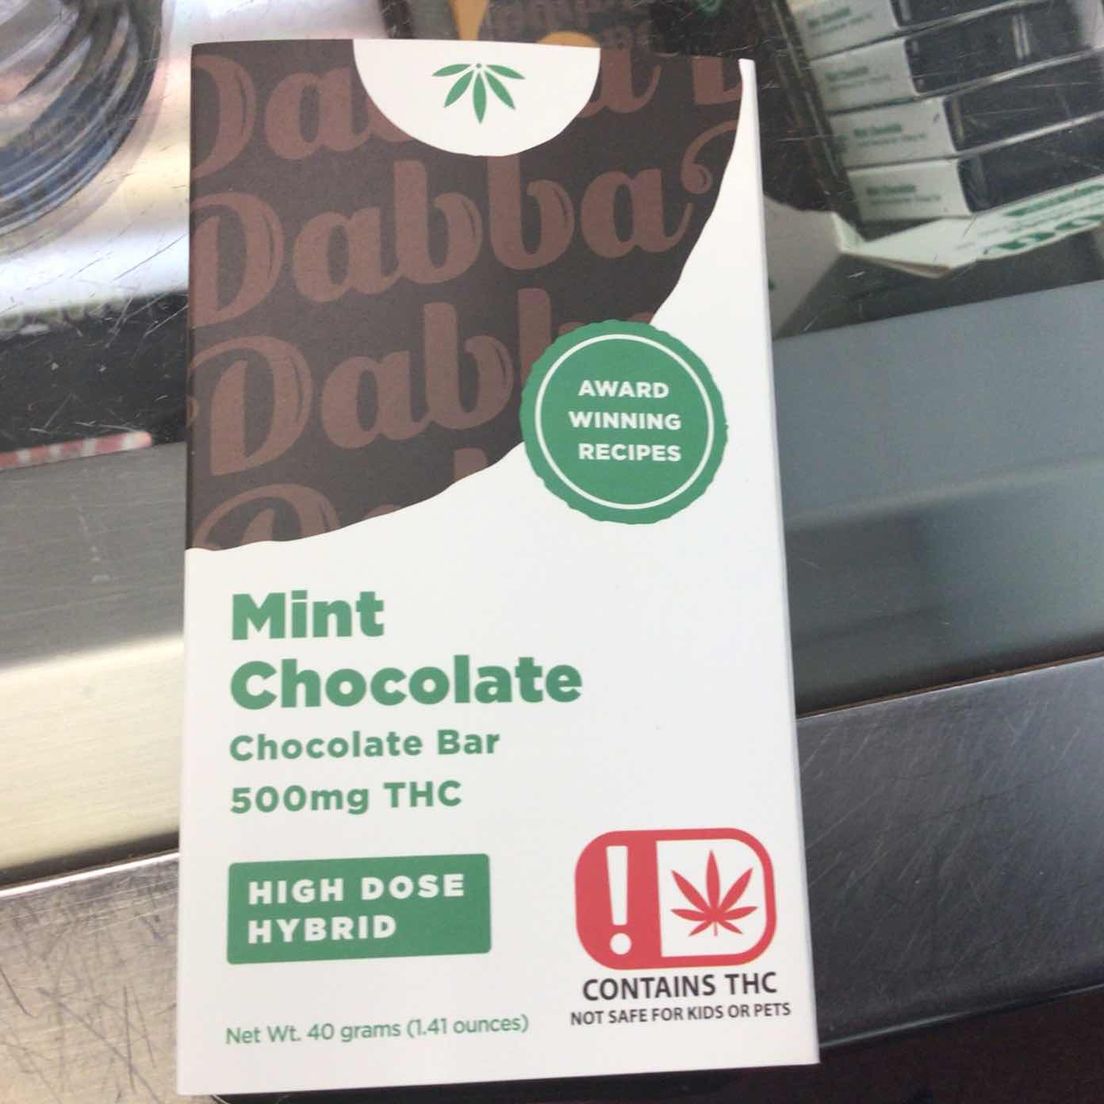 Dabba
Dabba
AWARD
WINNING
RECIPES
Mint
Chocolate
Chocolate Bar
500mg THC
HIGH DOSE
HYBRID
CONTAINS THC
NOT SAFE FOR KIDS OR PETS
Net Wt. 40 grams (1.41 ounces)